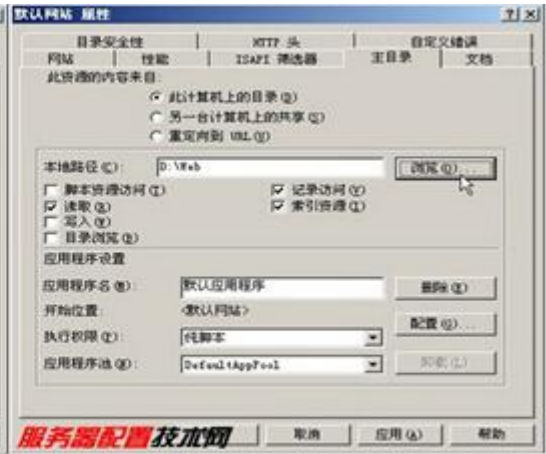 默认网站 属性
目录安全性 HTTP 头 自定义错误
网站 性能 ISAPI 筛选器 主目录 文档
此资源的内容来自:
此计算机上的目录(D)
另一台计算机上的共享(S)
重定向到 URL(U)
本地路径(C): D:\Web 浏览(O)...
脚本资源访问(T) 记录访问(V)
读取(R) 索引资源(I)
写入(W)
目录浏览(B)
应用程序设置
应用程序名(M): 默认应用程序 删除(E)
开始位置: <默认网站>
配置(G)...
执行权限(P): 纯脚本
应用程序池(N): DefaultAppPool 卸载(L)
服务器配置技术网 取消 应用(A) 帮助